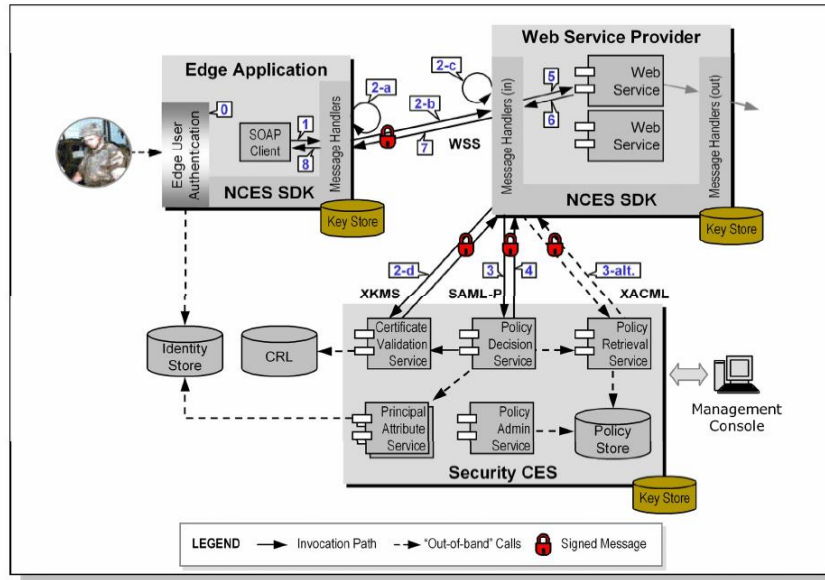 Edge Application
Edge User
Authentication
0
SOAP
Client
1
8
Message Handlers
NCES SDK
Key Store
2-a
2-b
2-c
7
WSS
Web Service Provider
Message Handlers (in)
5
6
Web
Service
Web
Service
Message Handlers (out)
NCES SDK
Key Store
2-d
3
4
3-alt.
XKMS
SAML-P
XACML
Identity
Store
CRL
Certificate
Validation
Service
Policy
Decision
Service
Policy
Retrieval
Service
Principal
Attribute
Service
Policy
Admin
Service
Policy
Store
Security CES
Key Store
Management
Console
LEGEND
Invocation Path
"Out-of-band" Calls
Signed Message